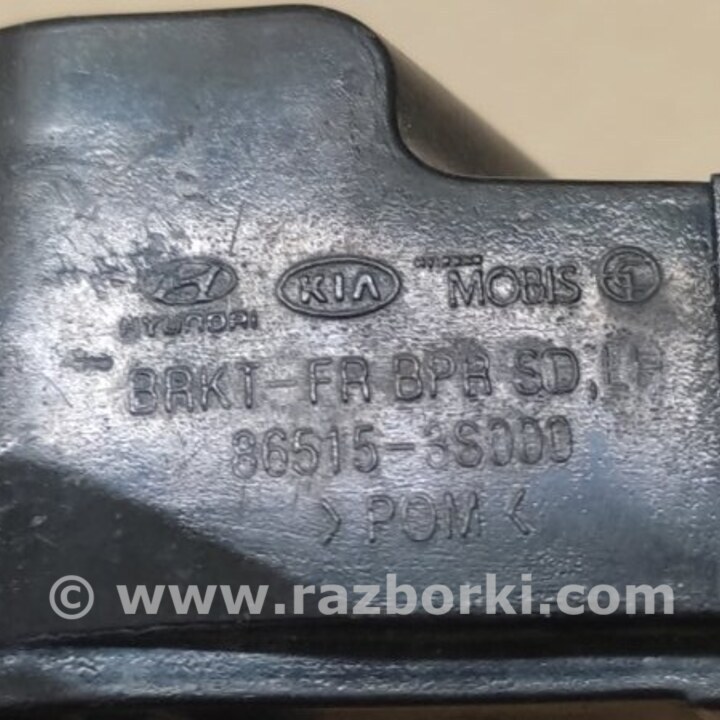 HYUNDAI KIA MOBIS
BRKT-FR BPR SD, LH
86515-3S000
>POM<
© www.razborki.com